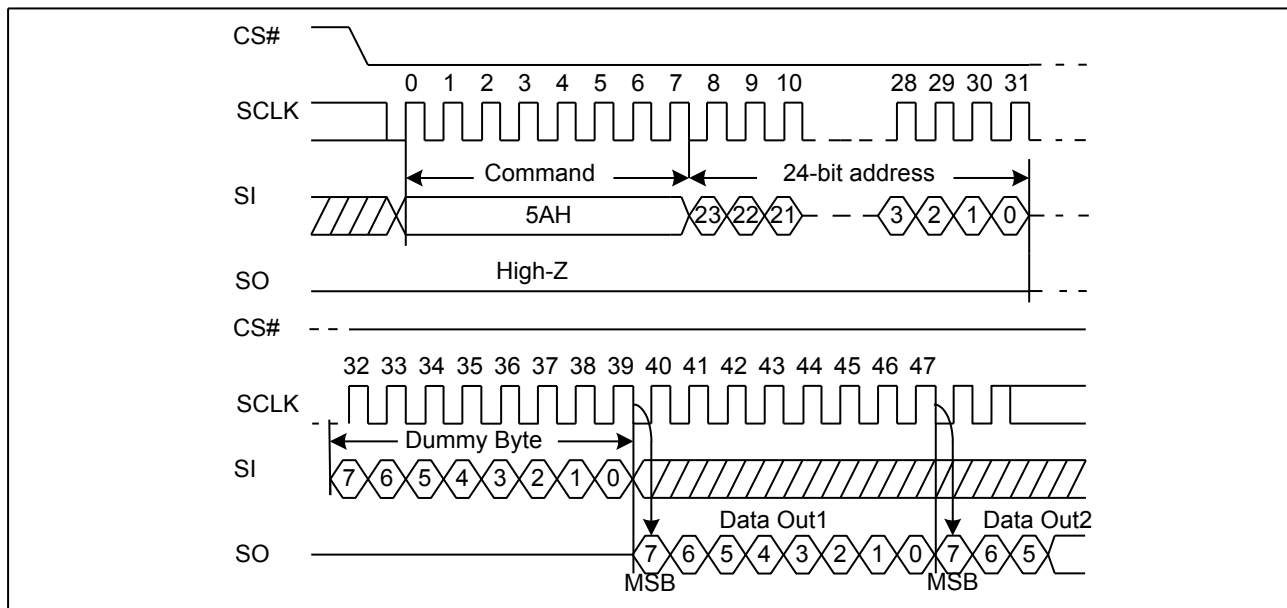 CS#
0 1 2 3 4 5 6 7 8 9 10 28 29 30 31
SCLK
Command 24-bit address
SI
5AH 23 22 21 3 2 1 0
High-Z
SO
CS#
32 33 34 35 36 37 38 39 40 41 42 43 44 45 46 47
SCLK
Dummy Byte
SI
7 6 5 4 3 2 1 0
Data Out1 Data Out2
SO
7 6 5 4 3 2 1 0 7 6 5
MSB MSB